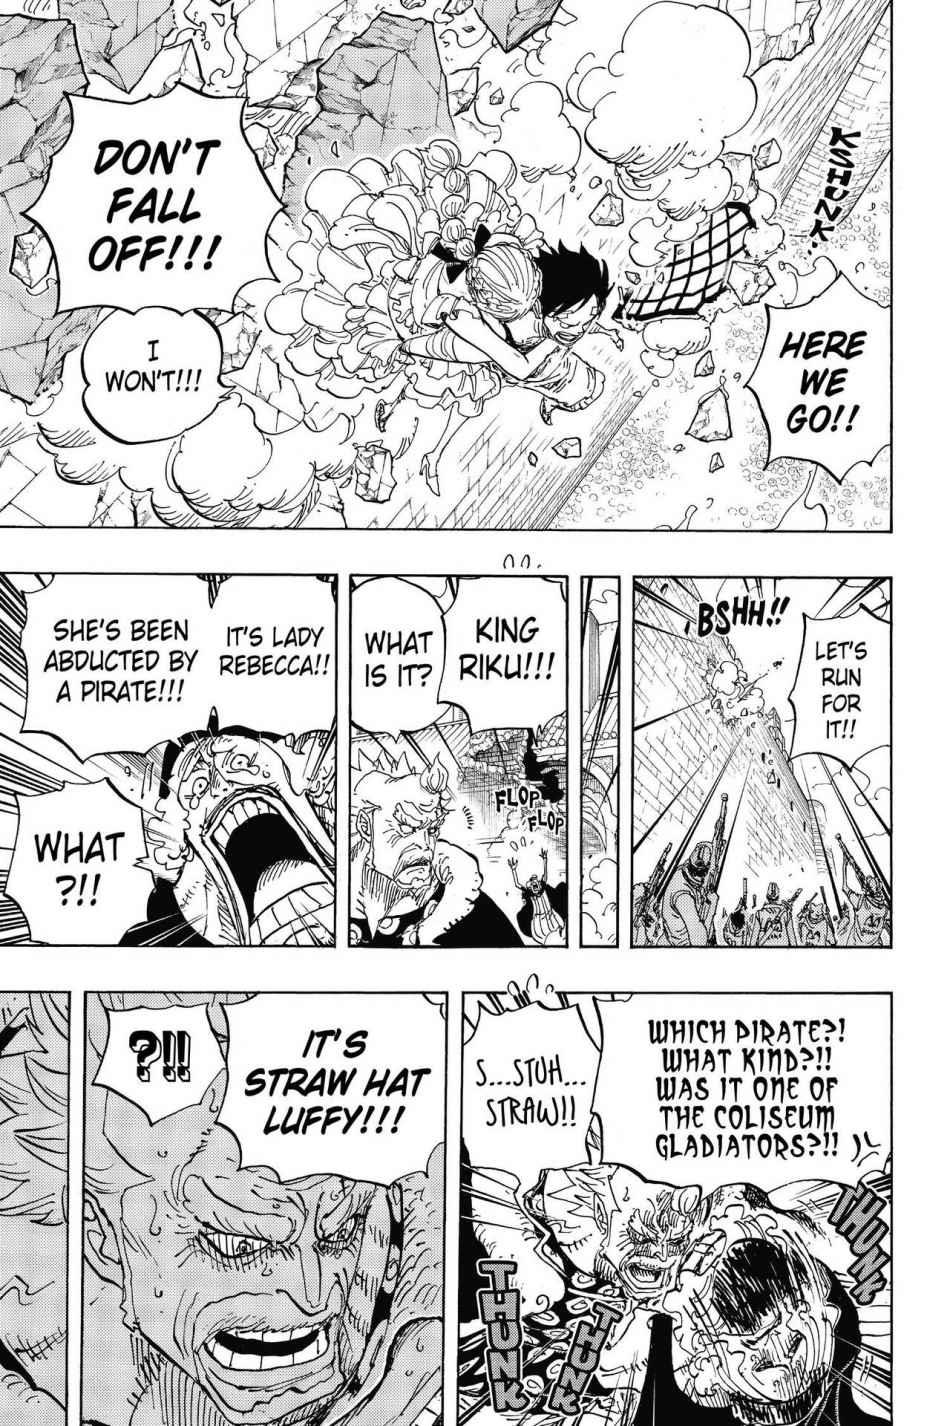 HERE
WE
GO!!
KSHUNK.
DON'T
FALL
OFF!!!
I
WON'T!!!
LET'S
RUN
FOR
IT!!
BSHH!!
KING
RIKU!!!
WHAT
IS IT?
FLOP
FLOP
IT'S LADY
REBECCA!!
SHE'S BEEN
ABDUCTED BY
A PIRATE!!!
WHAT
?!!
WHICH PIRATE?!
WHAT KIND?!!
WAS IT ONE OF
THE COLISEUM
GLADIATORS?!!
THUNK
THUNK
THUNK
S...STUH...
STRAW!!
IT'S
STRAW HAT
LUFFY!!!
?!!